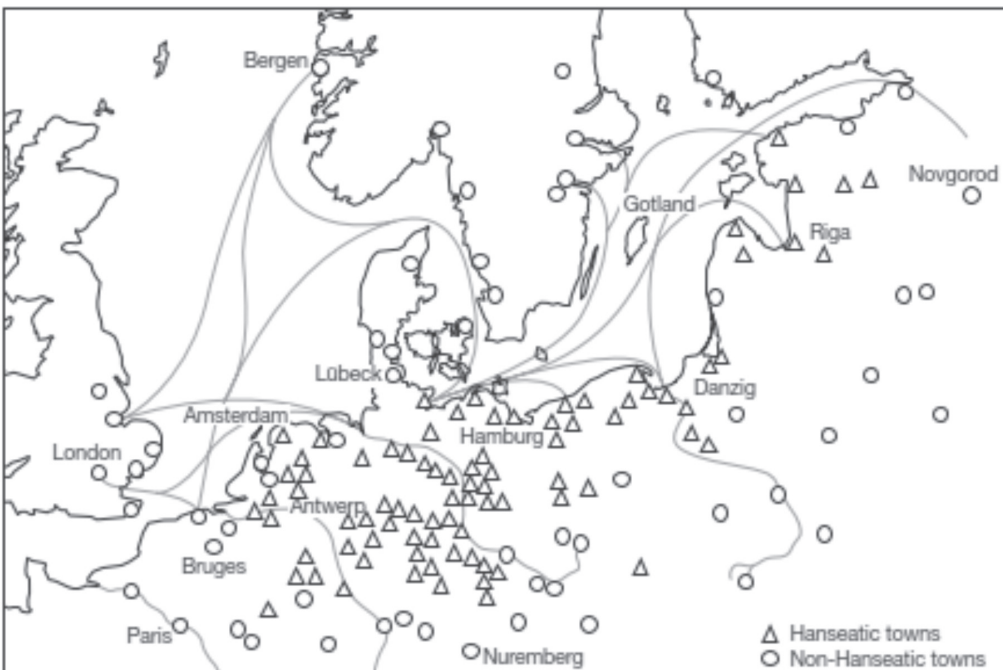 Bergen
Novgorod
Gotland
Riga
Lübeck
Danzig
Amsterdam
Hamburg
London
Antwerp
Bruges
Paris
Nuremberg
Hanseatic towns
Non-Hanseatic towns